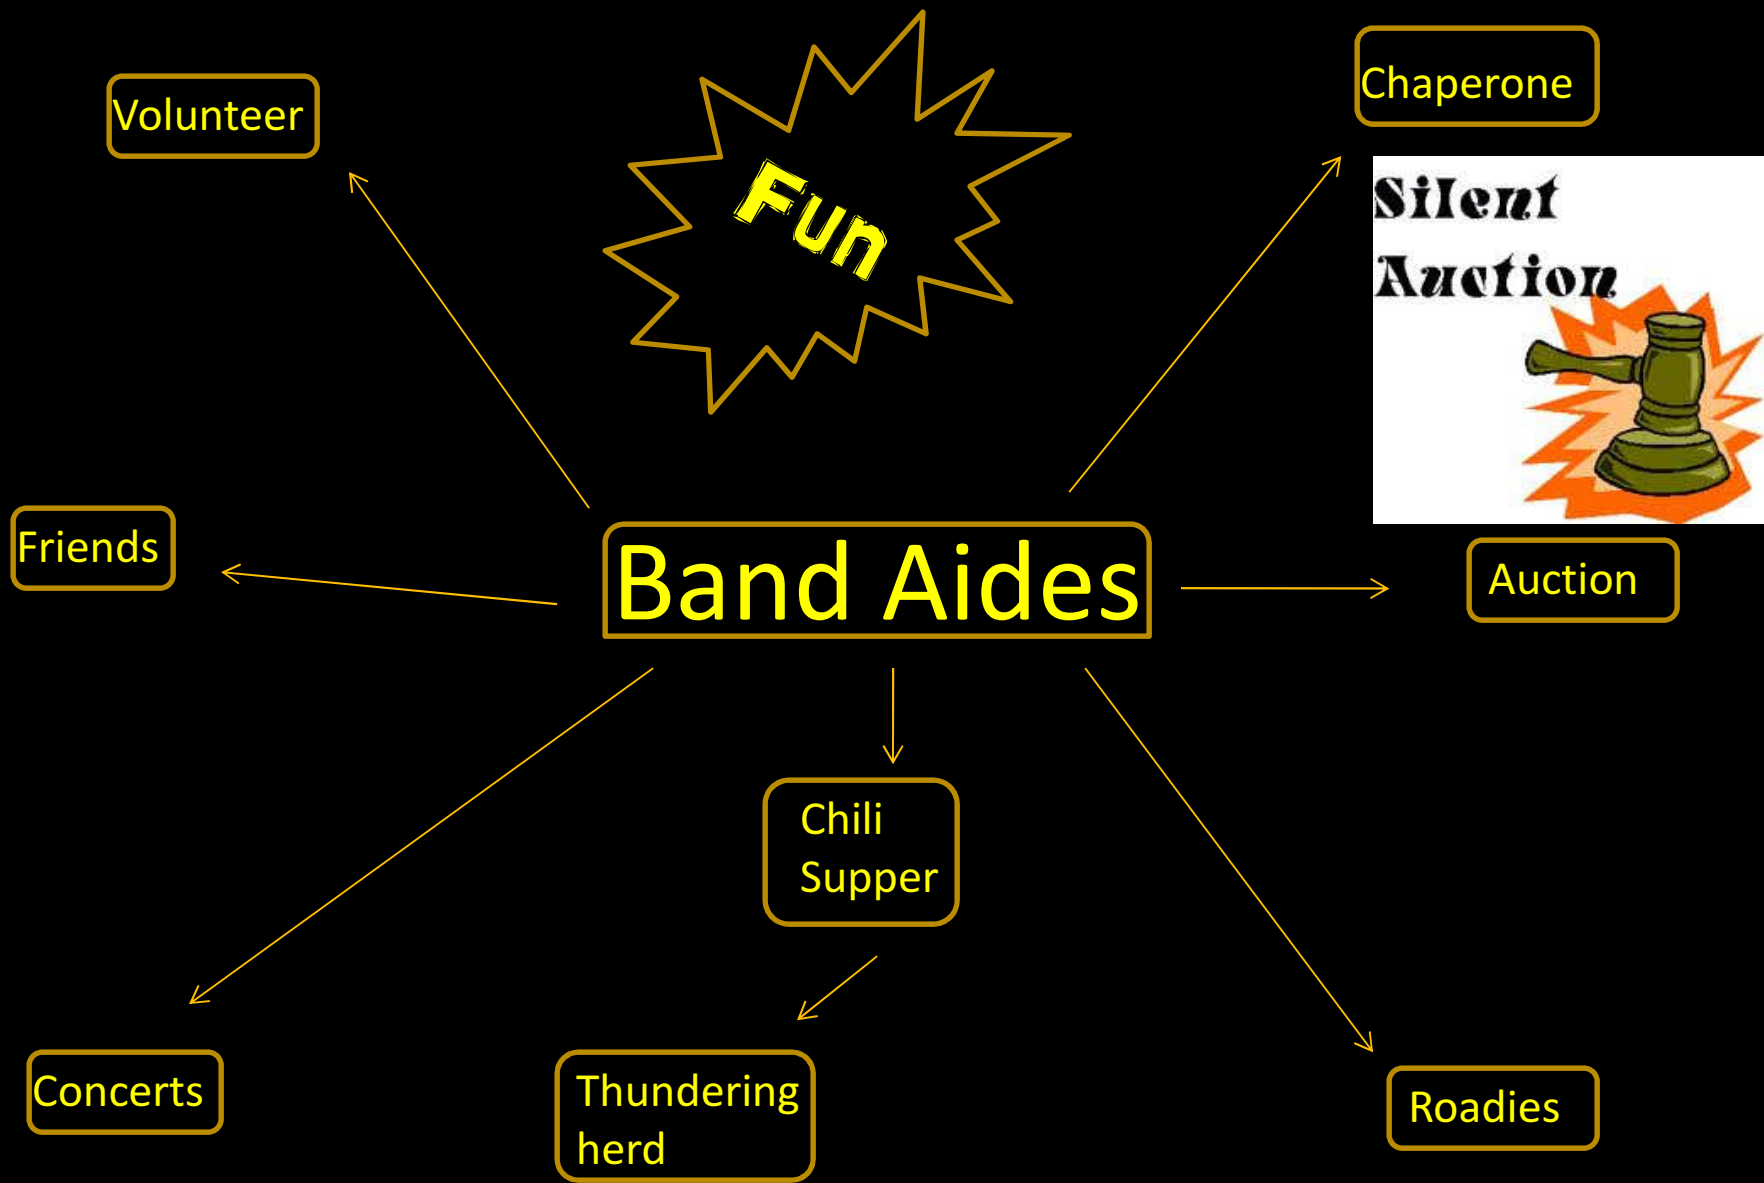 Fun
Volunteer
Chaperone
Silent
Auction
Friends
Band Aides
Auction
Chili
Supper
Concerts
Thundering
herd
Roadies